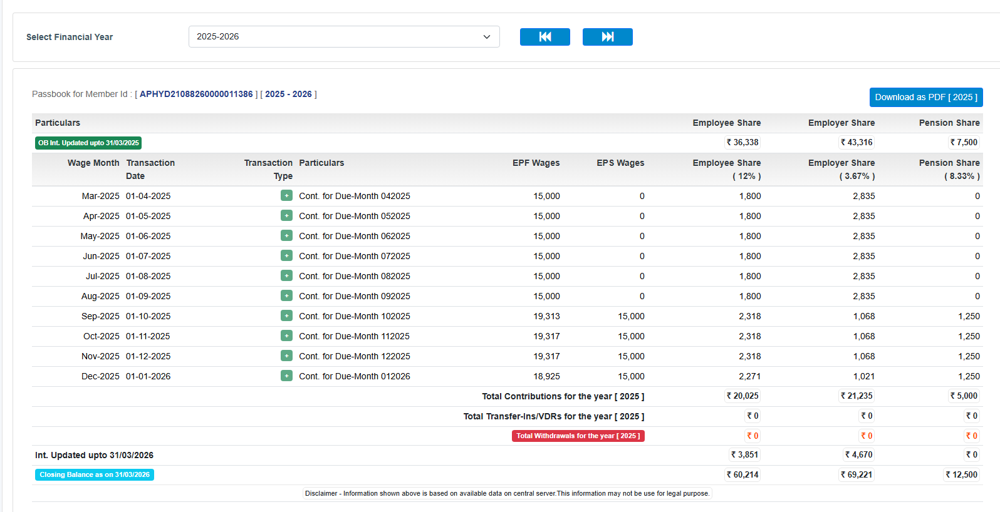 Select Financial Year 2025-2026
Passbook for Member Id : [ APHYD21088260000011386 ] [ 2025 - 2026 ]
Download as PDF [ 2025 ]
Particulars Employee Share Employer Share Pension Share
OB Int. Updated upto 31/03/2025 ₹ 36,338 ₹ 43,316 ₹ 7,500
Wage Month Transaction Transaction Particulars EPF Wages EPS Wages Employee Share Employer Share Pension Share
Date Type ( 12% ) ( 3.67% ) ( 8.33% )
Mar-2025 01-04-2025 + Cont. for Due-Month 042025 15,000 0 1,800 2,835 0
Apr-2025 01-05-2025 + Cont. for Due-Month 052025 15,000 0 1,800 2,835 0
May-2025 01-06-2025 + Cont. for Due-Month 062025 15,000 0 1,800 2,835 0
Jun-2025 01-07-2025 + Cont. for Due-Month 072025 15,000 0 1,800 2,835 0
Jul-2025 01-08-2025 + Cont. for Due-Month 082025 15,000 0 1,800 2,835 0
Aug-2025 01-09-2025 + Cont. for Due-Month 092025 15,000 0 1,800 2,835 0
Sep-2025 01-10-2025 + Cont. for Due-Month 102025 19,313 15,000 2,318 1,068 1,250
Oct-2025 01-11-2025 + Cont. for Due-Month 112025 19,317 15,000 2,318 1,068 1,250
Nov-2025 01-12-2025 + Cont. for Due-Month 122025 19,317 15,000 2,318 1,068 1,250
Dec-2025 01-01-2026 + Cont. for Due-Month 012026 18,925 15,000 2,271 1,021 1,250
Total Contributions for the year [ 2025 ] ₹ 20,025 ₹ 21,235 ₹ 5,000
Total Transfer-Ins/VDRs for the year [ 2025 ] ₹ 0 ₹ 0 ₹ 0
Total Withdrawals for the year [ 2025 ] ₹ 0 ₹ 0 ₹ 0
Int. Updated upto 31/03/2026 ₹ 3,851 ₹ 4,670 ₹ 0
Closing Balance as on 31/03/2026 ₹ 60,214 ₹ 69,221 ₹ 12,500
Disclaimer - Information shown above is based on available data on central server.This information may not be use for legal purpose.